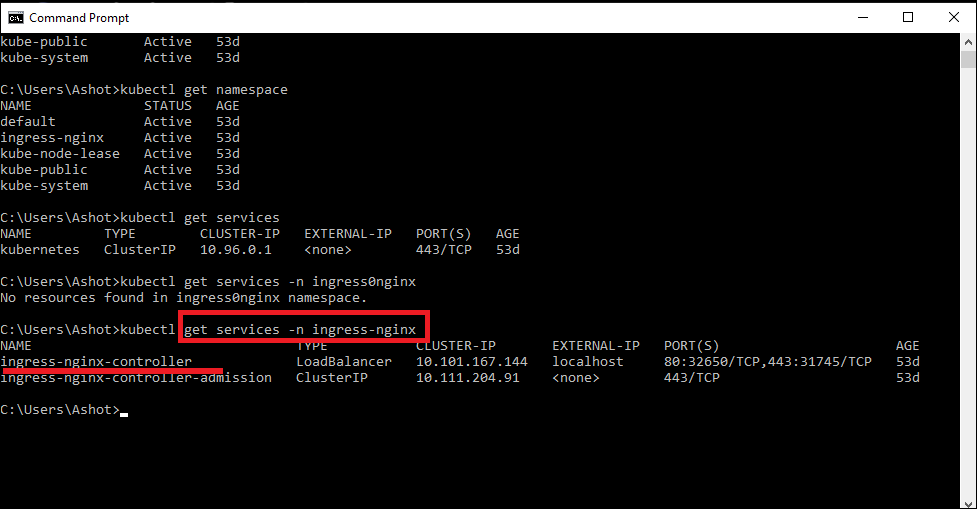 Command Prompt
kube-public       Active   53d
kube-system       Active   53d
C:\Users\Ashot>kubectl get namespace
NAME              STATUS   AGE
default           Active   53d
ingress-nginx     Active   53d
kube-node-lease   Active   53d
kube-public       Active   53d
kube-system       Active   53d
C:\Users\Ashot>kubectl get services
NAME         TYPE        CLUSTER-IP   EXTERNAL-IP   PORT(S)   AGE
kubernetes   ClusterIP   10.96.0.1    <none>        443/TCP   53d
C:\Users\Ashot>kubectl get services -n ingress0nginx
No resources found in ingress0nginx namespace.
C:\Users\Ashot>kubectl get services -n ingress-nginx
NAME                                 TYPE           CLUSTER-IP       EXTERNAL-IP   PORT(S)                      AGE
ingress-nginx-controller             LoadBalancer   10.101.167.144   localhost     80:32650/TCP,443:31745/TCP   53d
ingress-nginx-controller-admission   ClusterIP      10.111.204.91    <none>        443/TCP                      53d
C:\Users\Ashot>